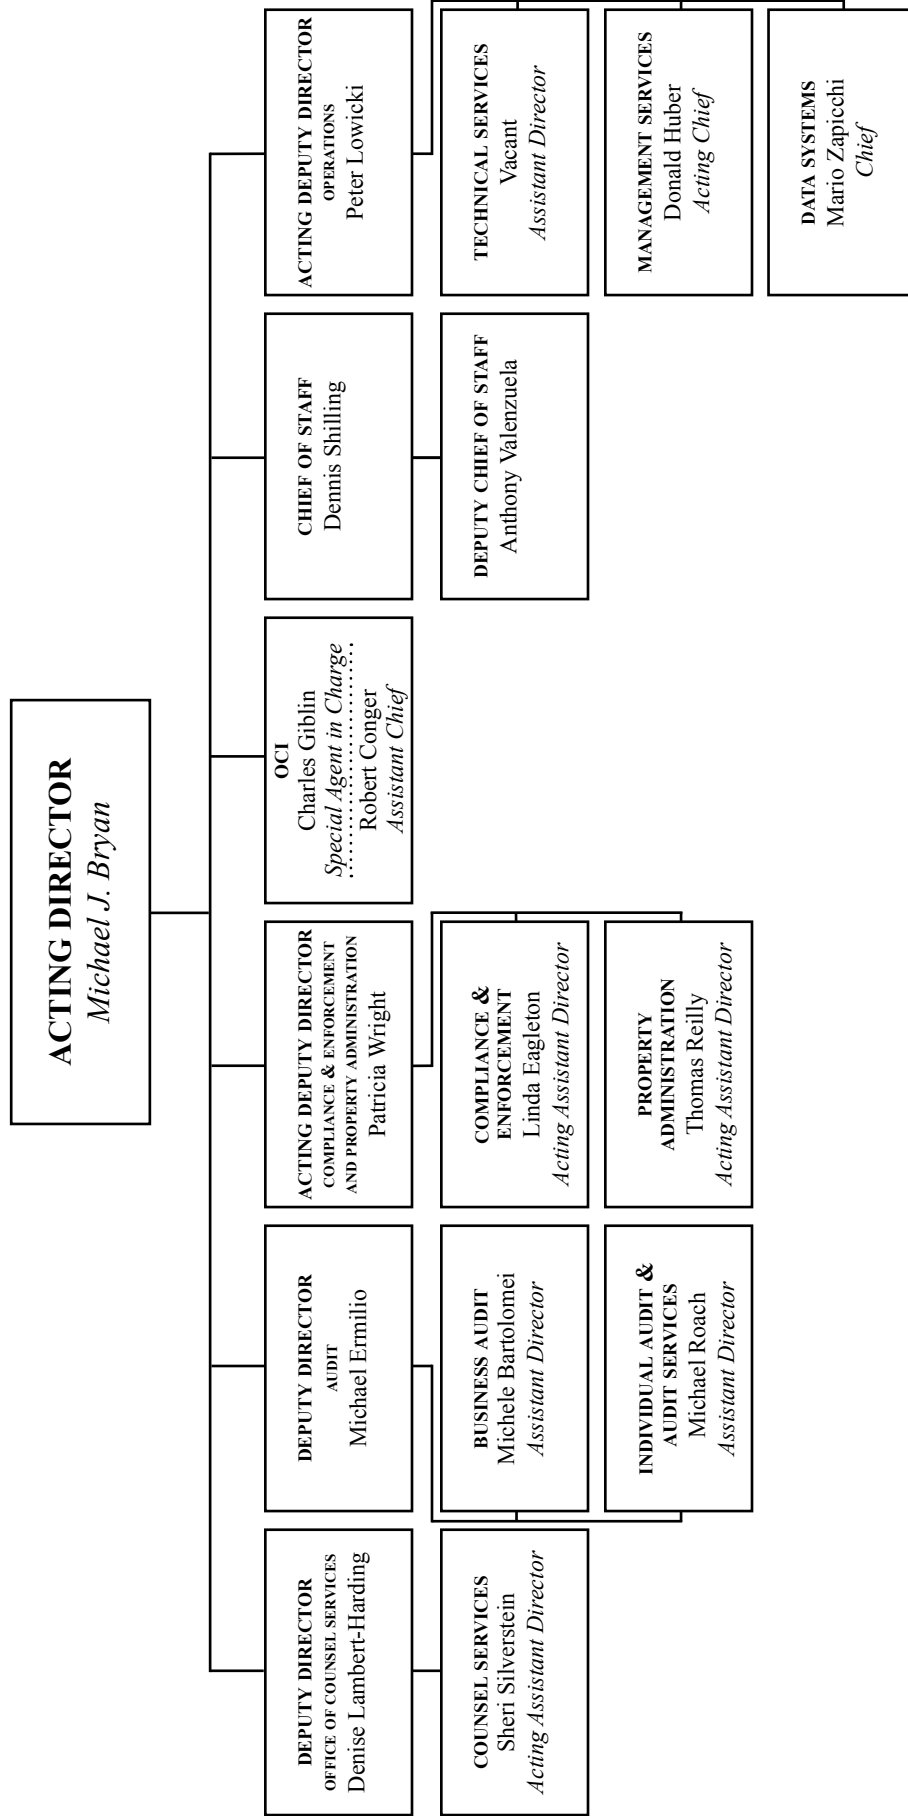 ACTING DIRECTOR
Michael J. Bryan
DEPUTY DIRECTOR
OFFICE OF COUNSEL SERVICES
Denise Lambert-Harding
DEPUTY DIRECTOR
AUDIT
Michael Ermilio
ACTING DEPUTY DIRECTOR
COMPLIANCE & ENFORCEMENT
AND PROPERTY ADMINISTRATION
Patricia Wright
OCI
Charles Giblin
Special Agent in Charge
Robert Conger
Assistant Chief
CHIEF OF STAFF
Dennis Shilling
ACTING DEPUTY DIRECTOR
OPERATIONS
Peter Lowicki
COUNSEL SERVICES
Sheri Silverstein
Acting Assistant Director
BUSINESS AUDIT
Michele Bartolomei
Assistant Director
COMPLIANCE &
ENFORCEMENT
Linda Eagleton
Acting Assistant Director
DEPUTY CHIEF OF STAFF
Anthony Valenzuela
TECHNICAL SERVICES
Vacant
Assistant Director
INDIVIDUAL AUDIT &
AUDIT SERVICES
Michael Roach
Assistant Director
PROPERTY
ADMINISTRATION
Thomas Reilly
Acting Assistant Director
MANAGEMENT SERVICES
Donald Huber
Acting Chief
DATA SYSTEMS
Mario Zapicchi
Chief